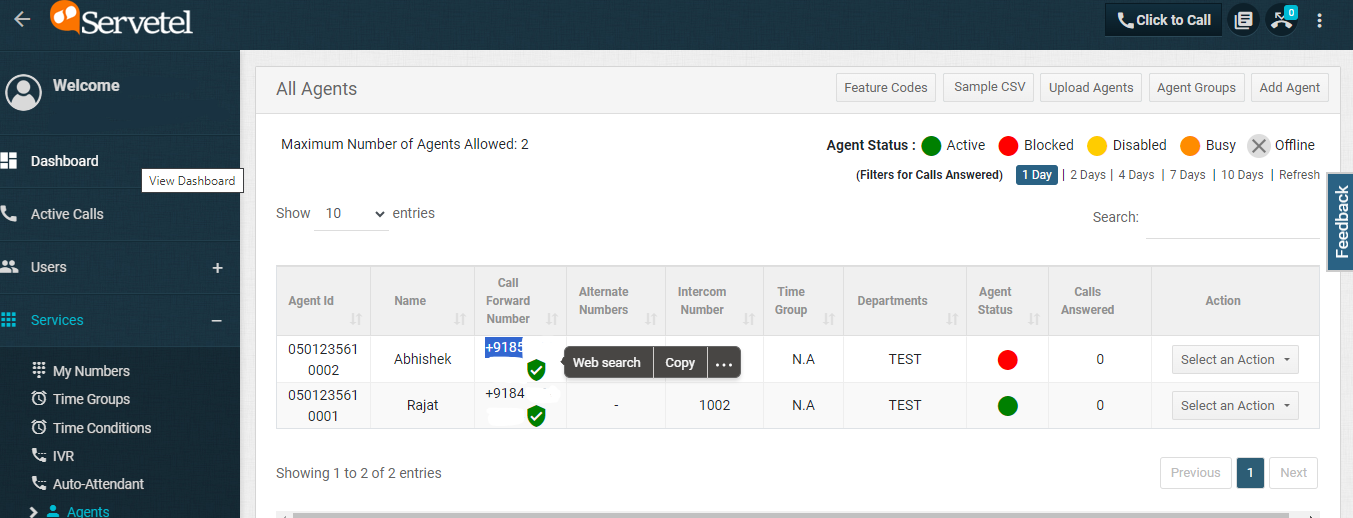 Servetel
Click to Call
0
Welcome
Dashboard
View Dashboard
Active Calls
Users +
Services −
My Numbers
Time Groups
Time Conditions
IVR
Auto-Attendant
Agents
All Agents
Feature Codes Sample CSV Upload Agents Agent Groups Add Agent
Maximum Number of Agents Allowed: 2
Agent Status : Active Blocked Disabled Busy Offline
(Filters for Calls Answered) 1 Day | 2 Days | 4 Days | 7 Days | 10 Days | Refresh
Show 10 entries
Search:
Feedback
Agent Id Name Call Forward Number Alternate Numbers Intercom Number Time Group Departments Agent Status Calls Answered Action
050123561
0002
Abhishek +9185 N.A TEST 0 Select an Action
Web search Copy ...
050123561
0001
Rajat +9184 - 1002 N.A TEST 0 Select an Action
Showing 1 to 2 of 2 entries
Previous 1 Next